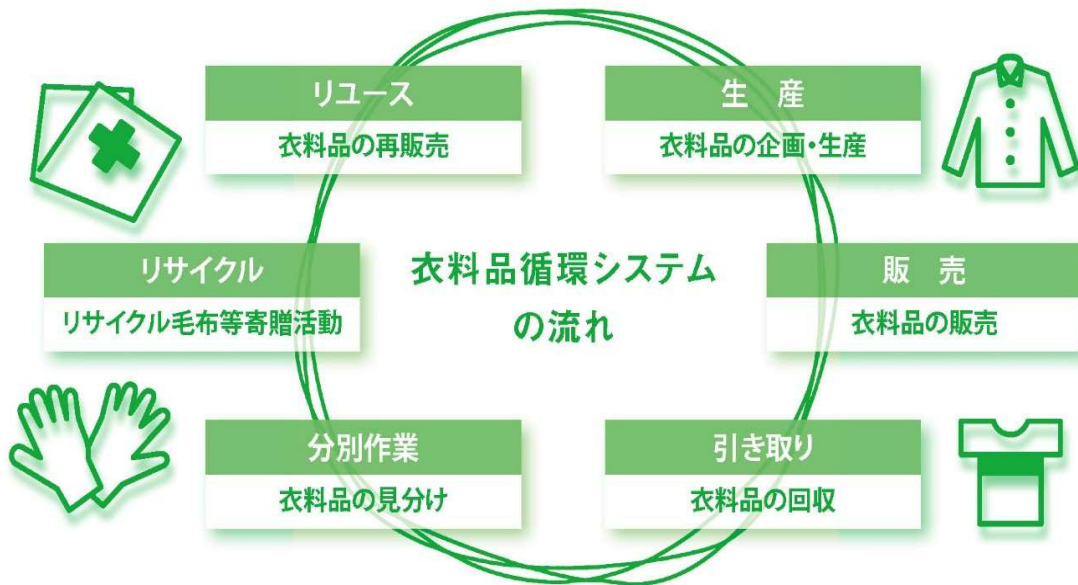 リユース
衣料品の再販売
生 産
衣料品の企画・生産
リサイクル
リサイクル毛布等寄贈活動
衣料品循環システム
の流れ
販 売
衣料品の販売
分別作業
衣料品の見分け
引き取り
衣料品の回収